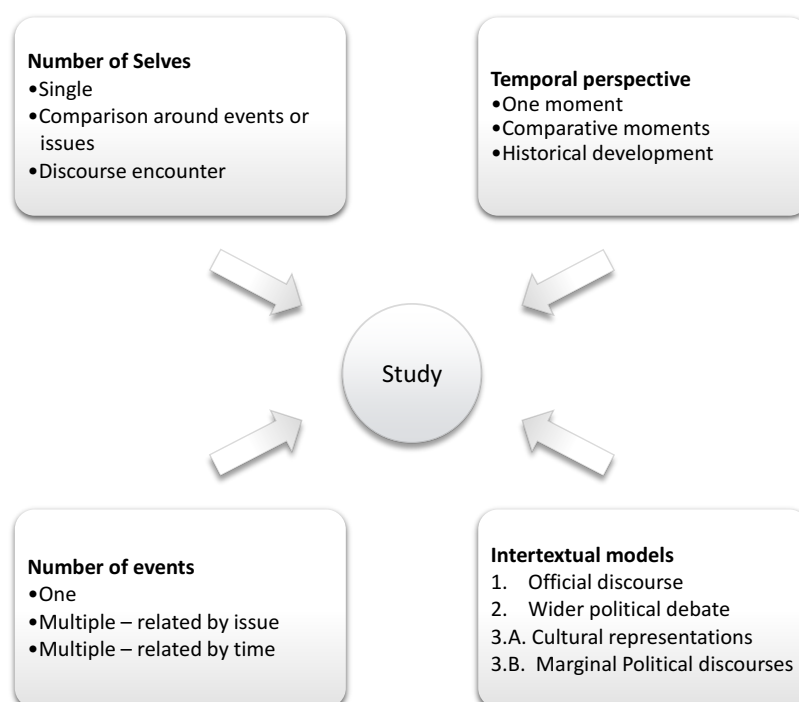 Number of Selves
•Single
•Comparison around events or
issues
•Discourse encounter
Temporal perspective
•One moment
•Comparative moments
•Historical development
Study
Number of events
•One
•Multiple – related by issue
•Multiple – related by time
Intertextual models
1. Official discourse
2. Wider political debate
3.A. Cultural representations
3.B. Marginal Political discourses